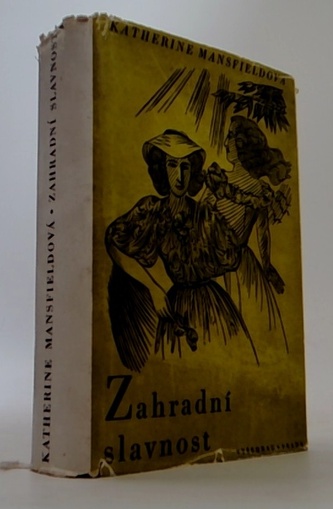 KATHERINE MANSFIELDOVÁ
KATHERINE MANSFIELDOVÁ • ZAHRADNÍ SLAVNOST
Zahradní
slavnost